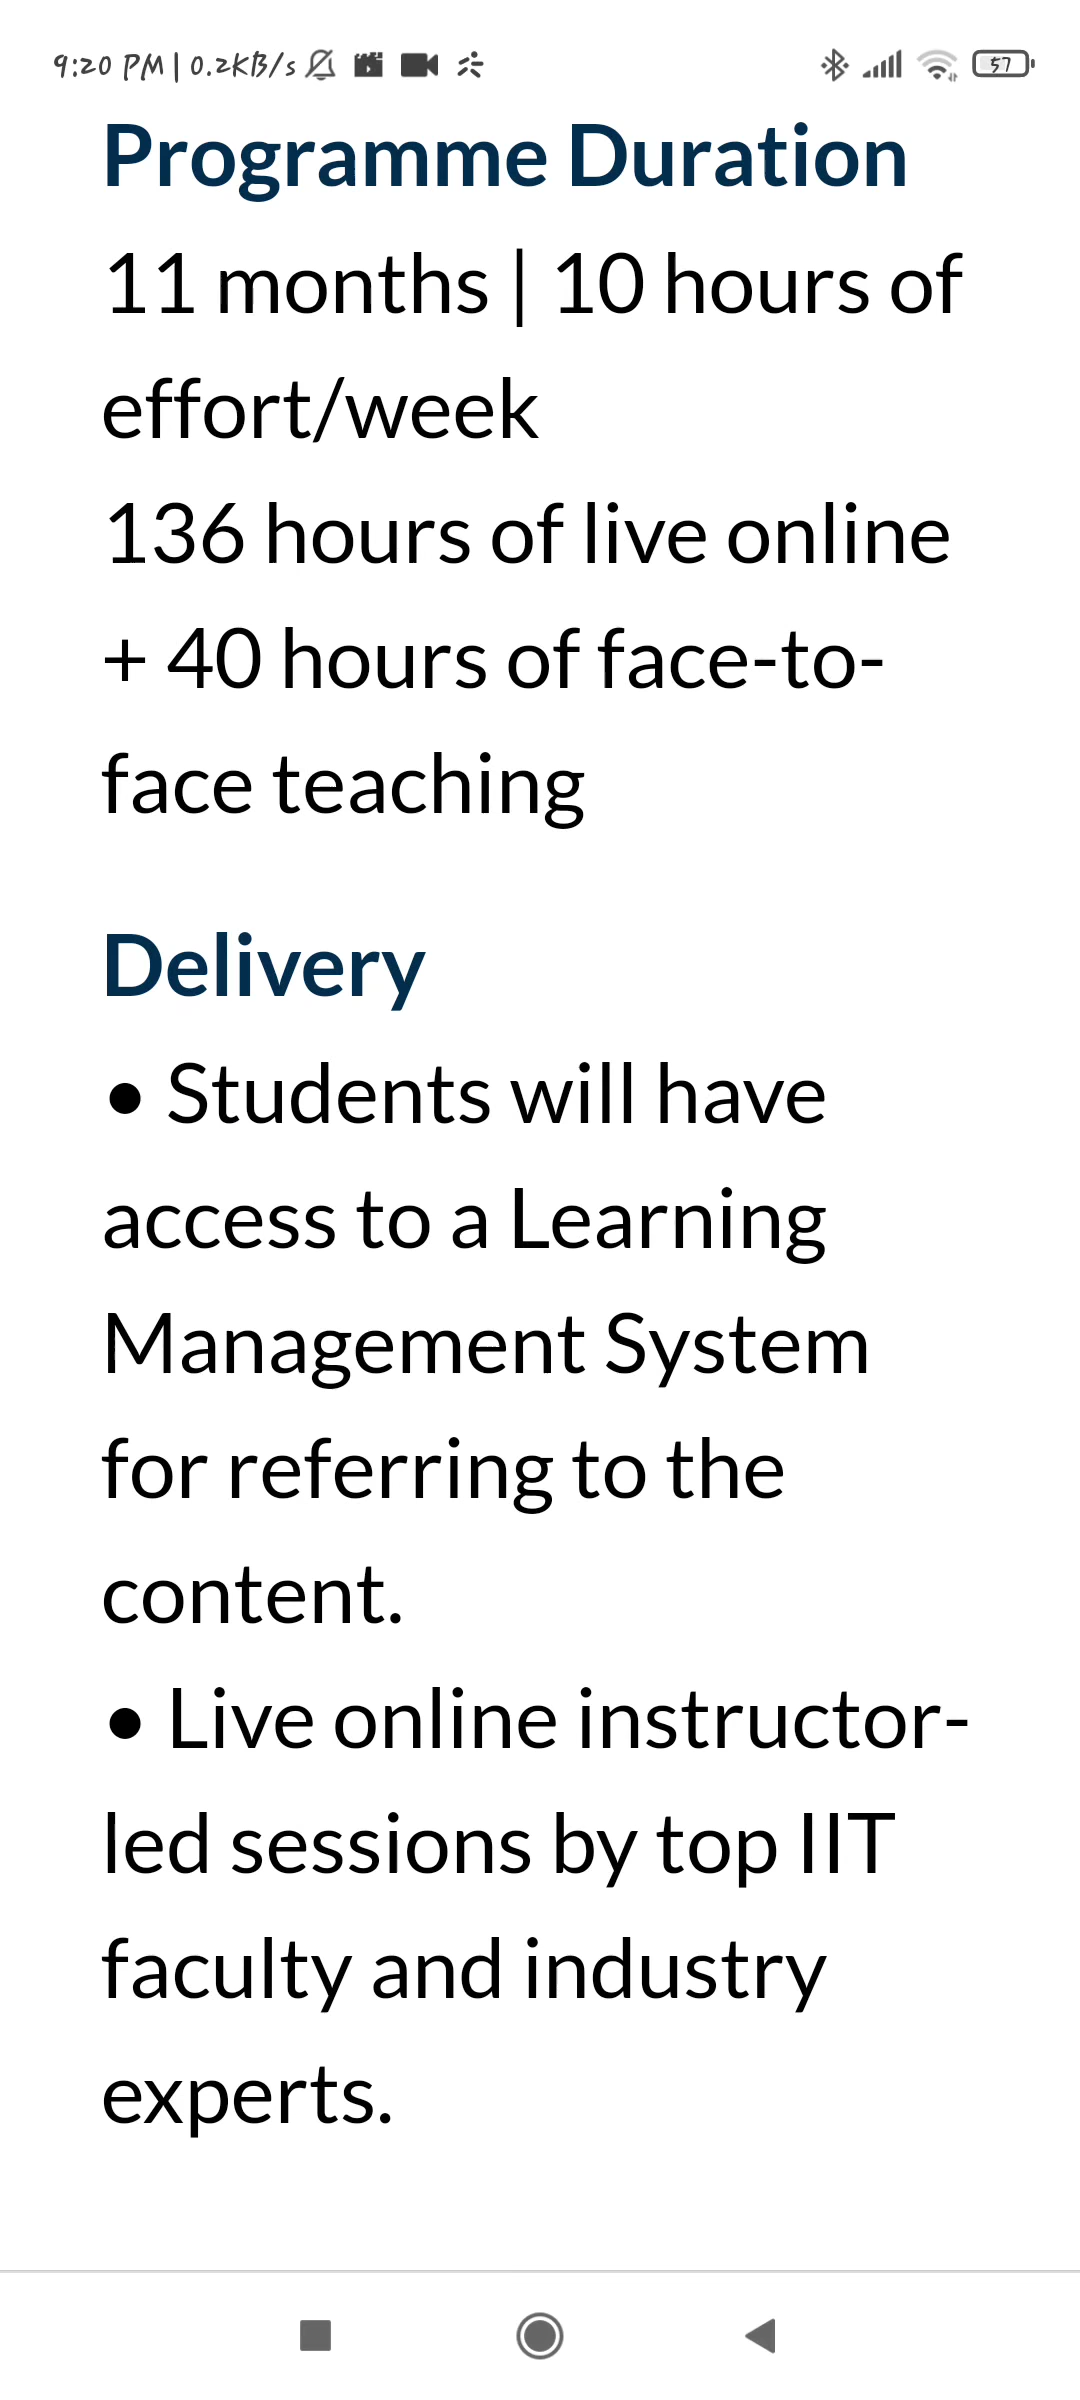 9:20 PM | 0.2KB/s 57
Programme Duration
11 months | 10 hours of
effort/week
136 hours of live online
+ 40 hours of face-to-
face teaching
Delivery
• Students will have
access to a Learning
Management System
for referring to the
content.
• Live online instructor-
led sessions by top IIT
faculty and industry
experts.